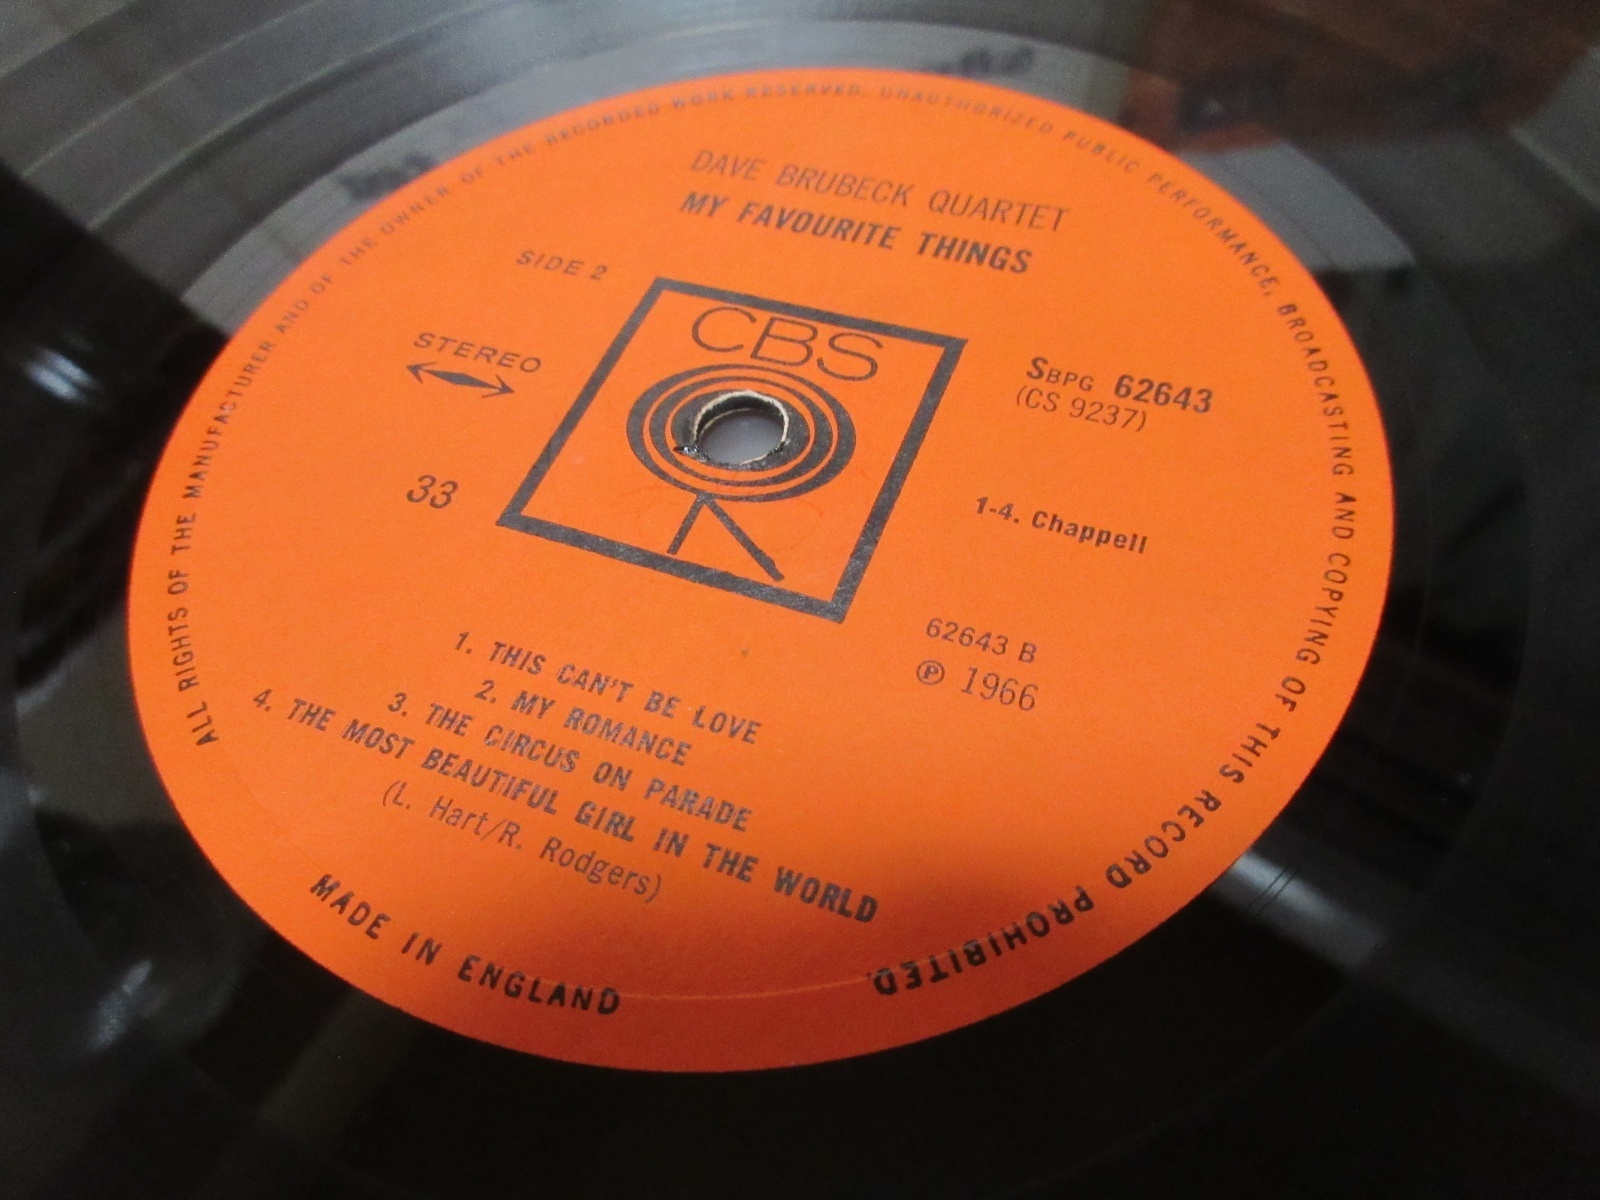 ALL RIGHTS OF THE MANUFACTURER AND OF THE OWNER OF THE RECORDED WORK RESERVED. UNAUTHORIZED PUBLIC PERFORMANCE, BROADCASTING AND COPYING OF THIS RECORD PROHIBITED.
DAVE BRUBECK QUARTET
MY FAVOURITE THINGS
SIDE 2
CBS
STEREO
SBPG 62643
(CS 9237)
33
1-4. Chappell
62643 B
℗ 1966
1. THIS CAN'T BE LOVE
2. MY ROMANCE
3. THE CIRCUS ON PARADE
4. THE MOST BEAUTIFUL GIRL IN THE WORLD
(L. Hart/R. Rodgers)
MADE IN ENGLAND